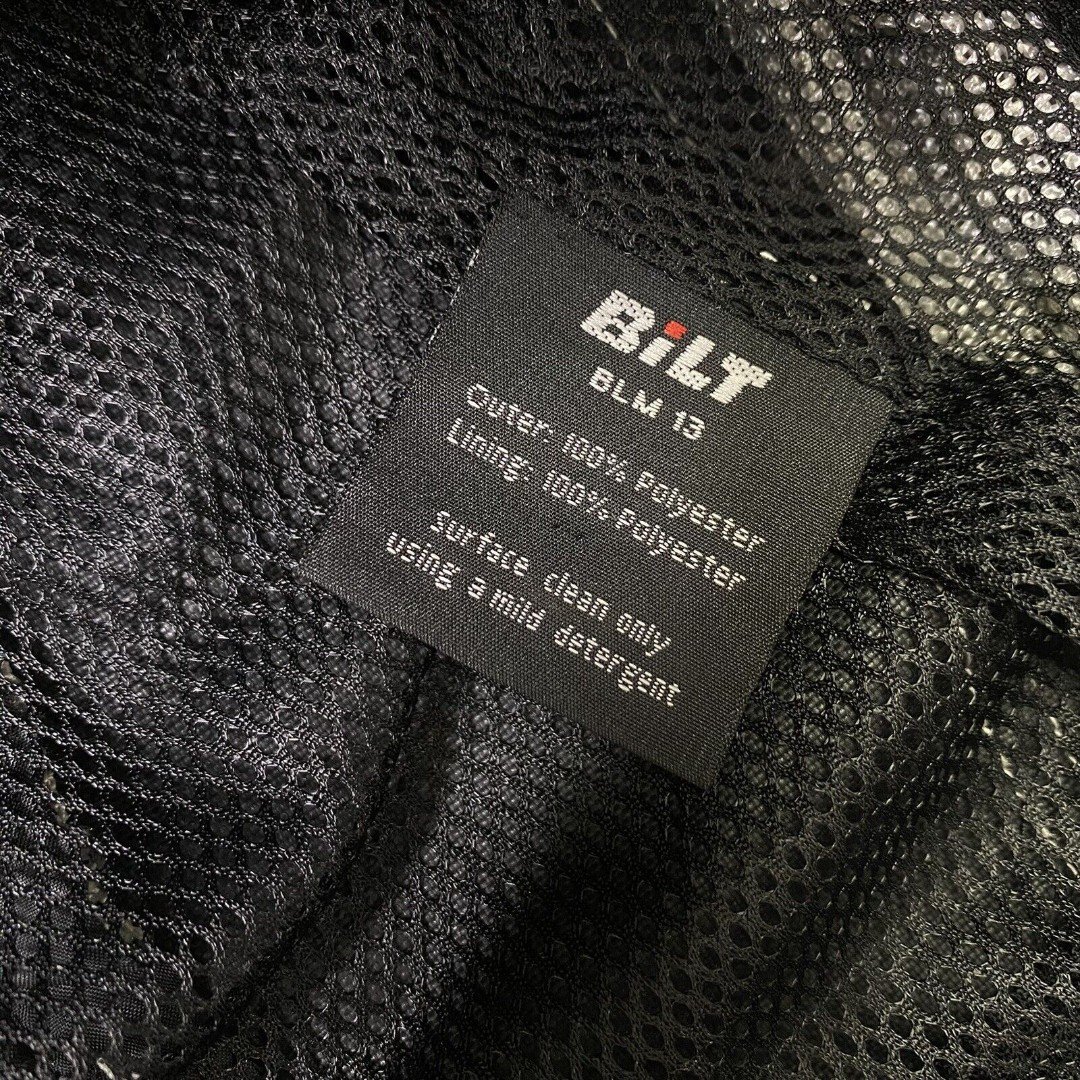 BiLT
BLM 13
Outer: 100% Polyester
Lining: 100% Polyester
Surface clean only
using a mild detergent